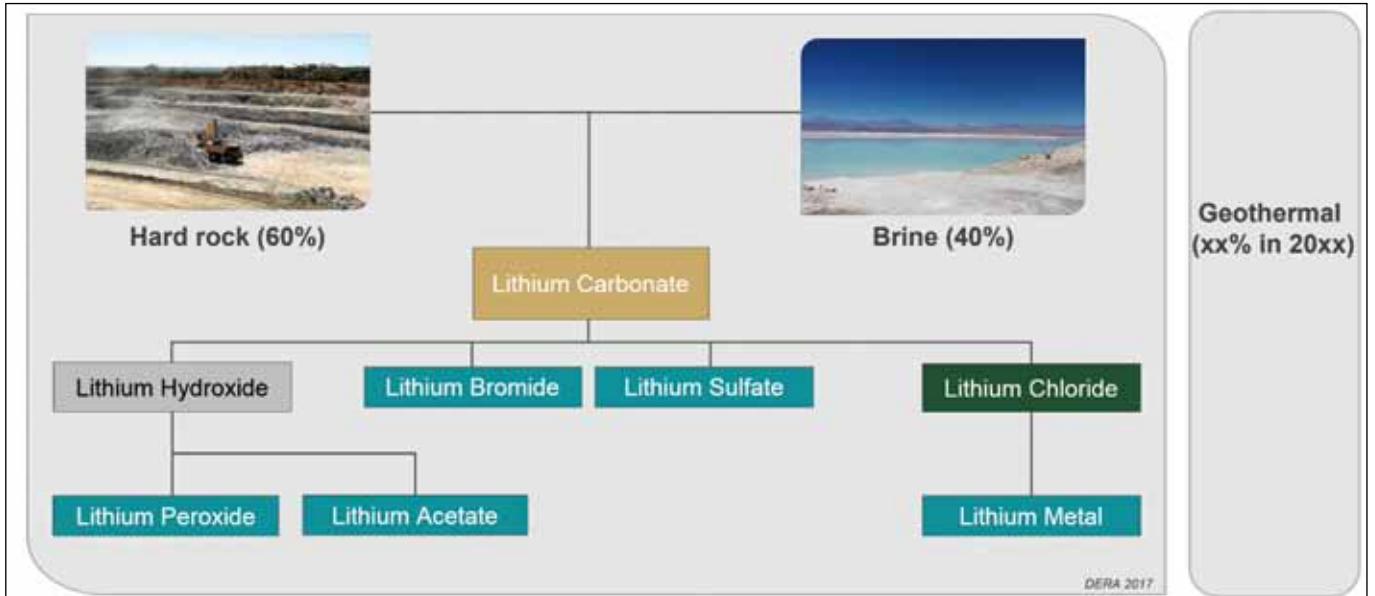 Hard rock (60%)
Brine (40%)
Geothermal
(xx% in 20xx)
Lithium Carbonate
Lithium Hydroxide
Lithium Bromide
Lithium Sulfate
Lithium Chloride
Lithium Peroxide
Lithium Acetate
Lithium Metal
DERA 2017